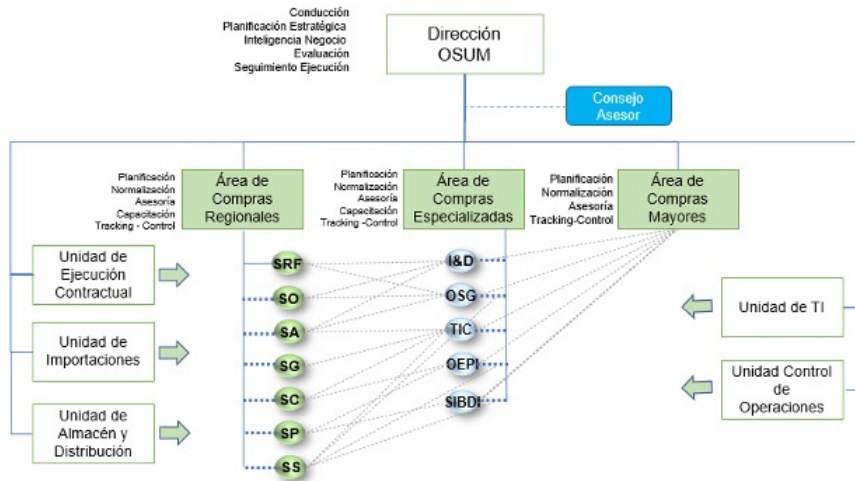 Conducción
Planificación Estratégica
Inteligencia Negocio
Evaluación
Seguimiento Ejecución
Dirección
OSUM
Consejo
Asesor
Planificación
Normalización
Asesoría
Capacitación
Tracking - Control
Área de
Compras
Regionales
Planificación
Normalización
Asesoría
Capacitación
Tracking -Control
Área de
Compras
Especializadas
Planificación
Normalización
Asesoría
Tracking-Control
Área de
Compras
Mayores
Unidad de
Ejecución
Contractual
Unidad de
Importaciones
Unidad de
Almacén y
Distribución
SRF
SO
SA
SG
SC
SP
SS
I&D
OSG
TIC
OEPI
SIBDI
Unidad de TI
Unidad Control
de
Operaciones